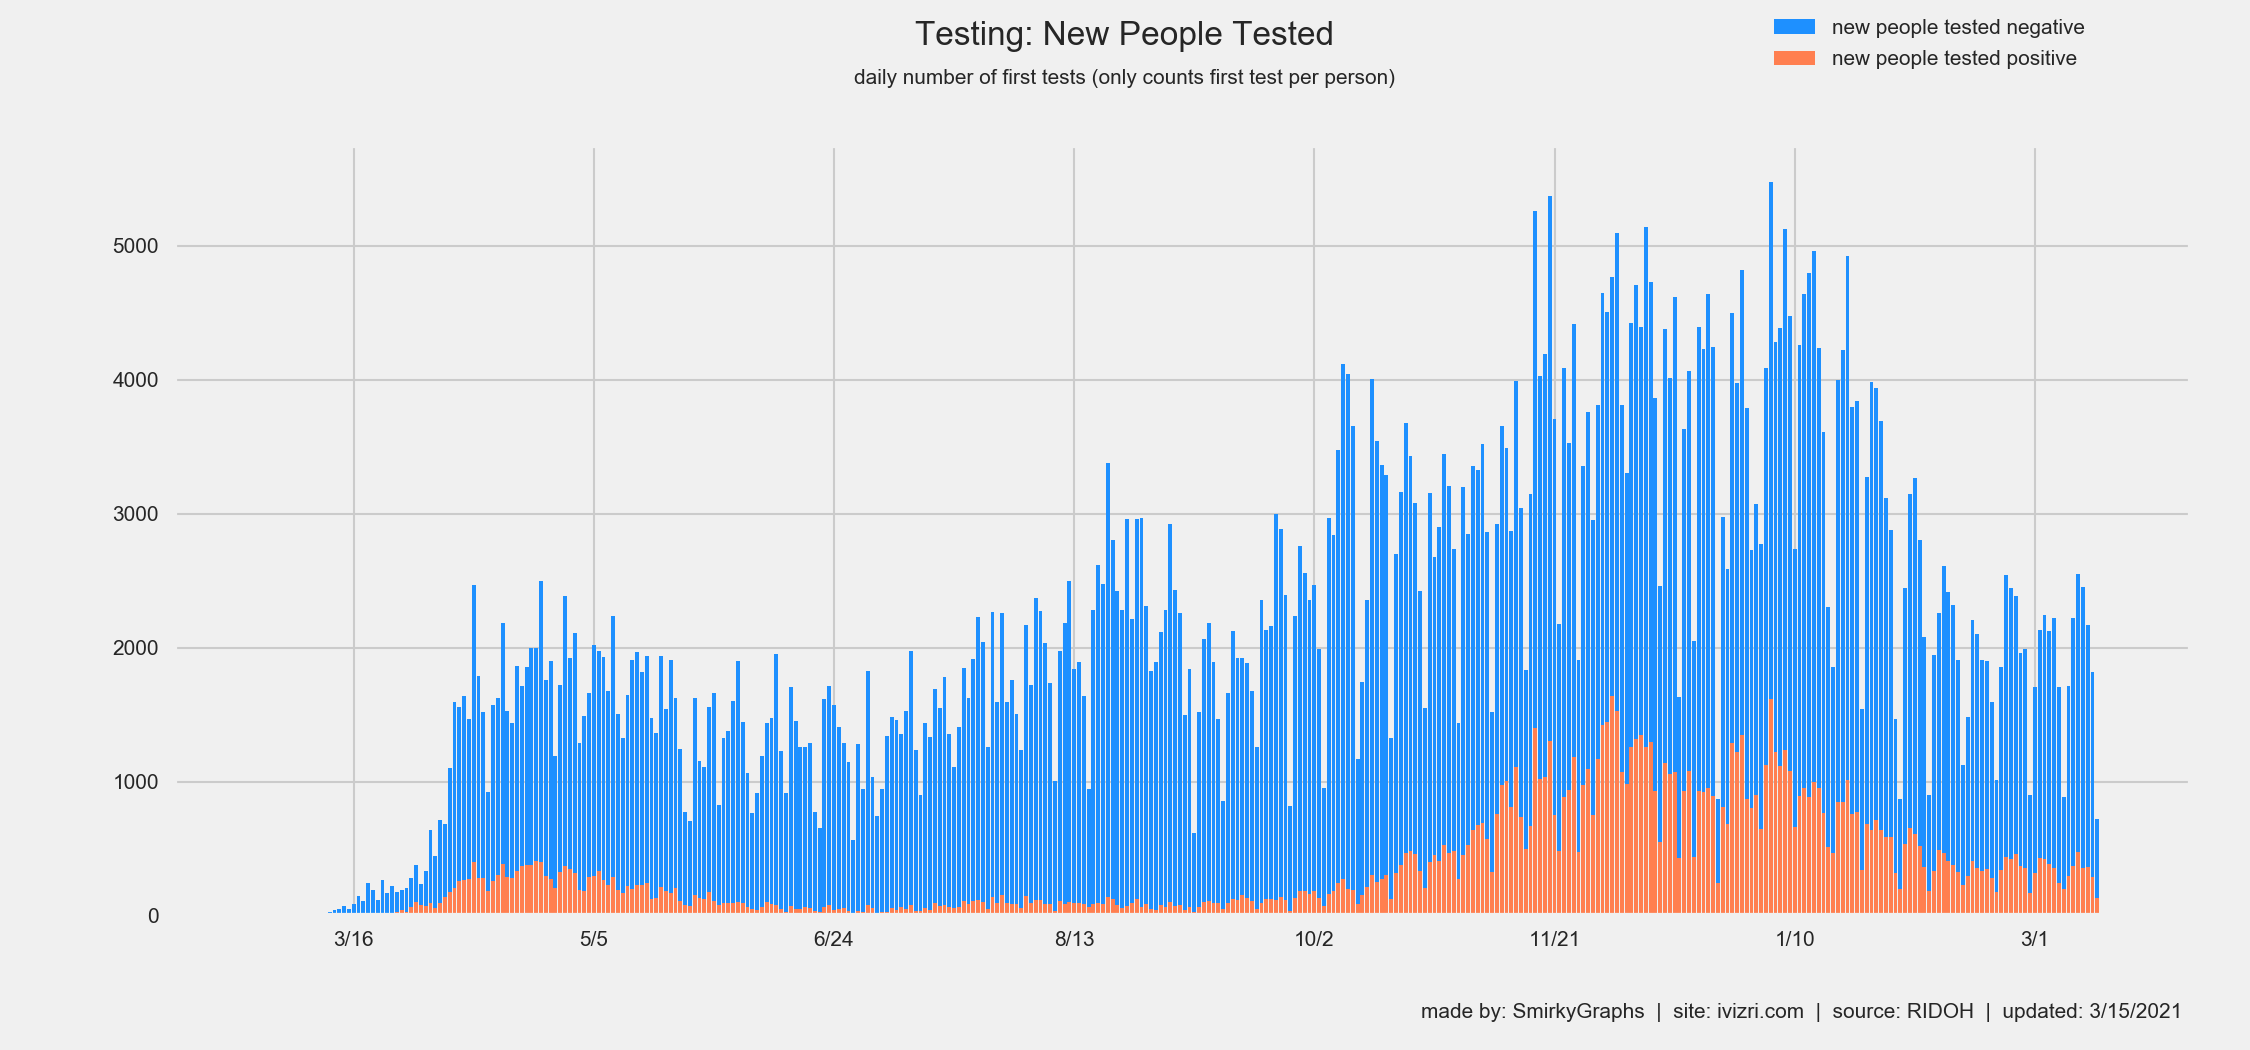 Testing: New People Tested
daily number of first tests (only counts first test per person)
new people tested negative
new people tested positive
5000
4000
3000
2000
1000
0
3/16 5/5 6/24 8/13 10/2 11/21 1/10 3/1
made by: SmirkyGraphs | site: ivizri.com | source: RIDOH | updated: 3/15/2021